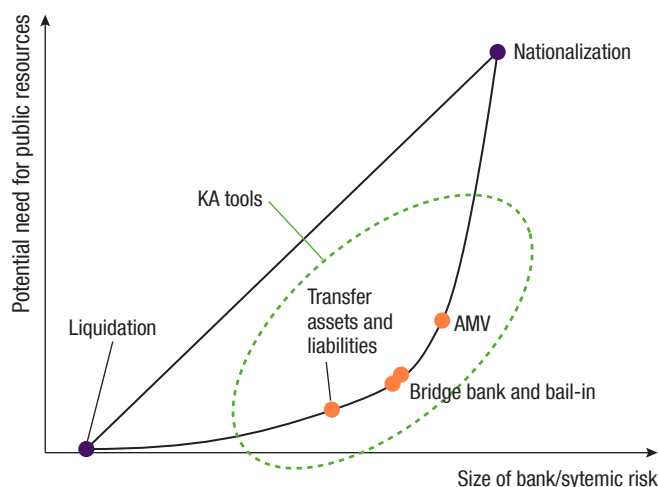 Potential need for public resources
Nationalization
KA tools
Transfer
assets and
liabilities
Liquidation
AMV
Bridge bank and bail-in
Size of bank/sytemic risk